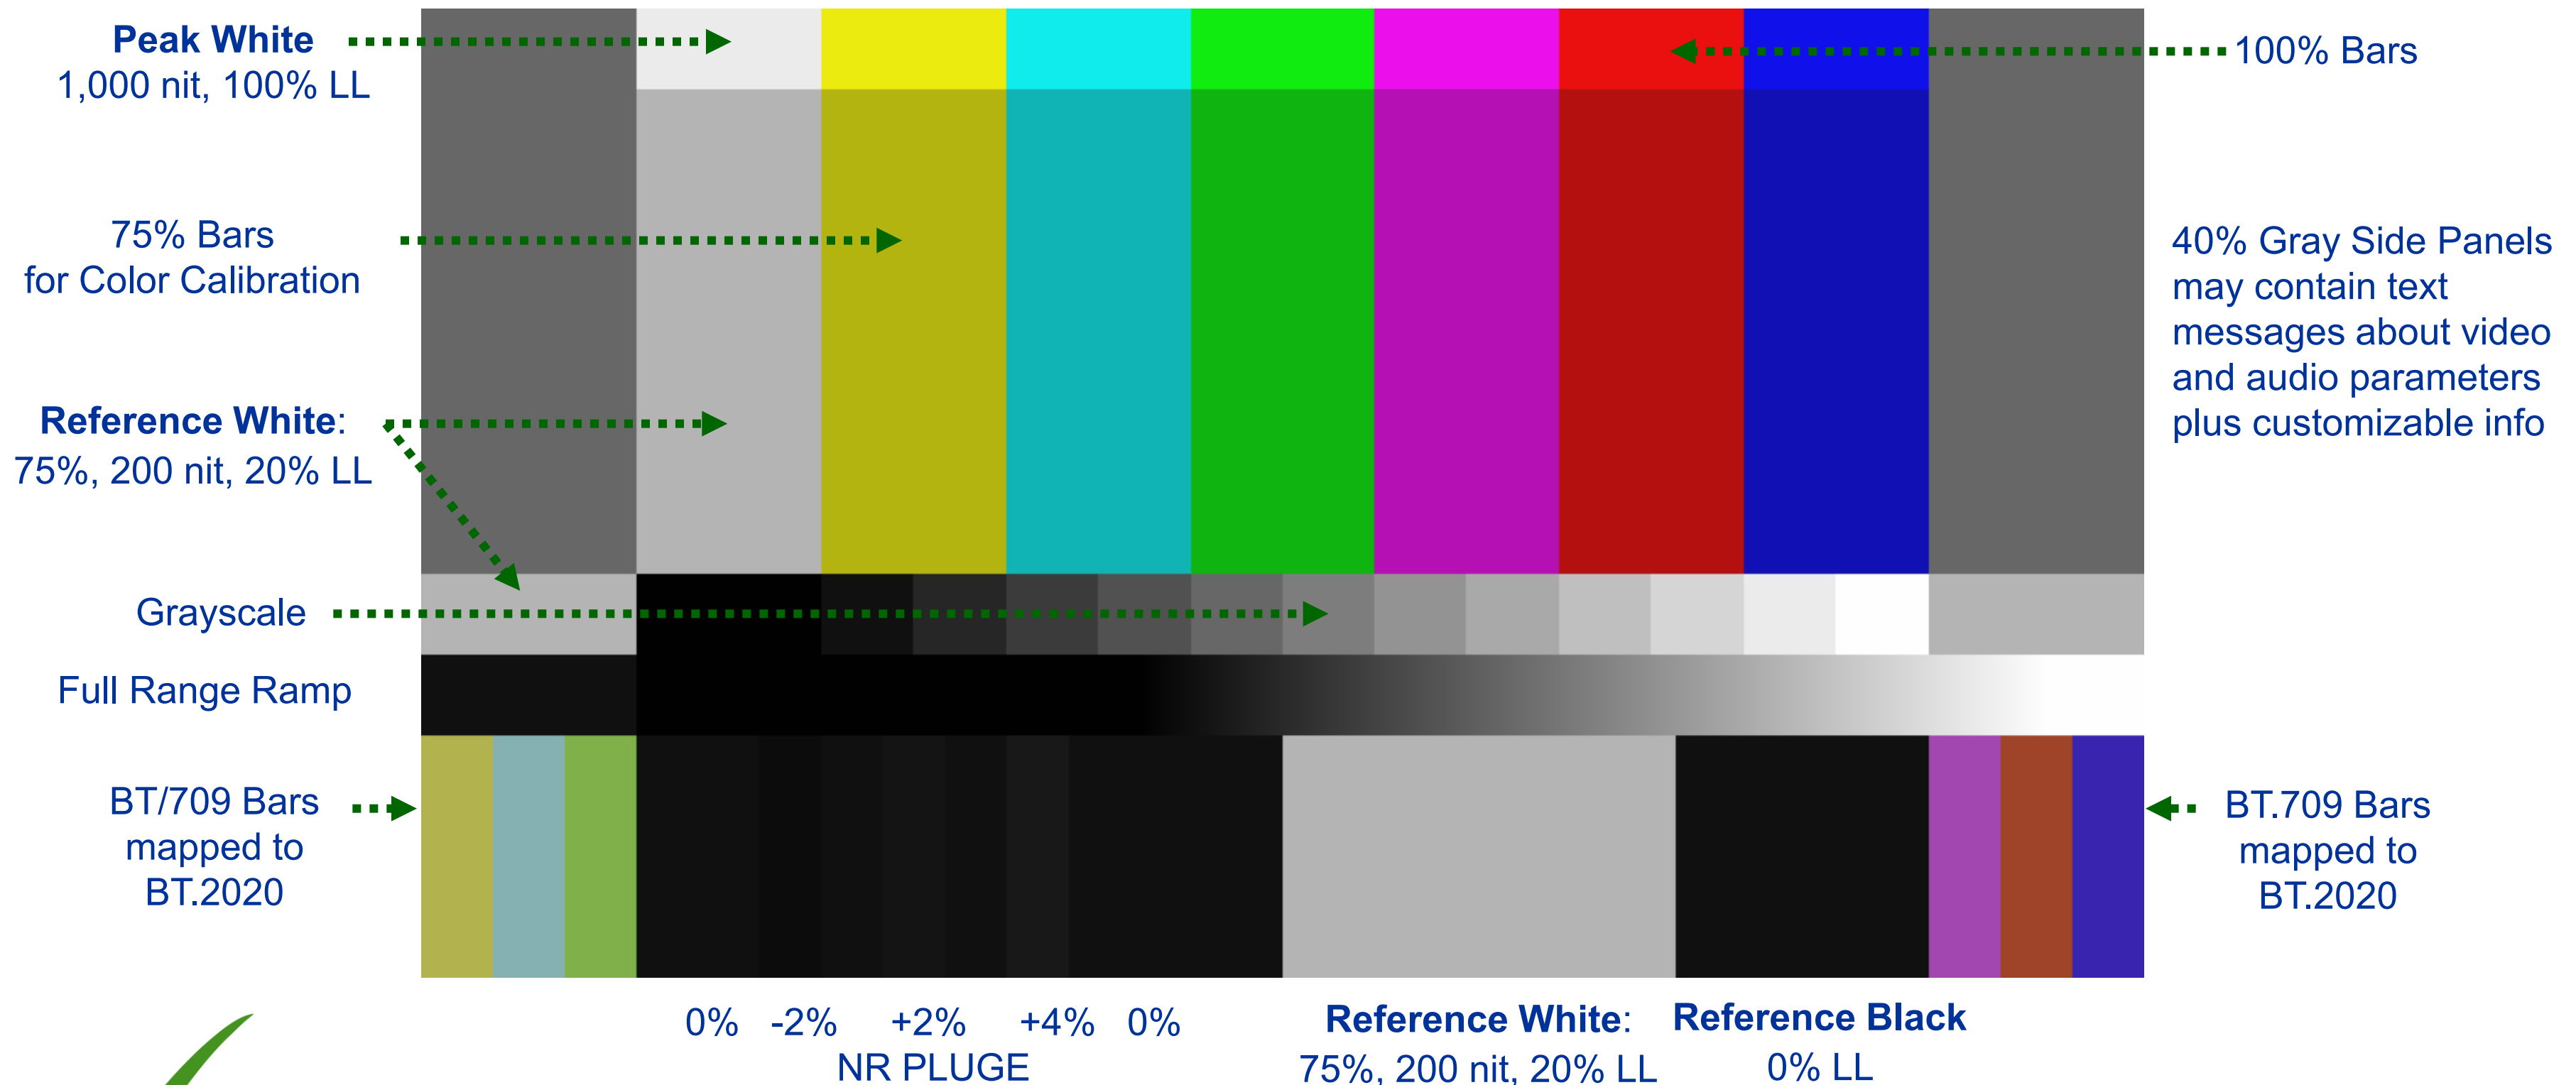 Peak White
1,000 nit, 100% LL
100% Bars
75% Bars
for Color Calibration
40% Gray Side Panels
may contain text
messages about video
and audio parameters
plus customizable info
Reference White:
75%, 200 nit, 20% LL
Grayscale
Full Range Ramp
BT/709 Bars
mapped to
BT.2020
BT.709 Bars
mapped to
BT.2020
0% -2% +2% +4% 0%
NR PLUGE
Reference White:
75%, 200 nit, 20% LL
Reference Black
0% LL